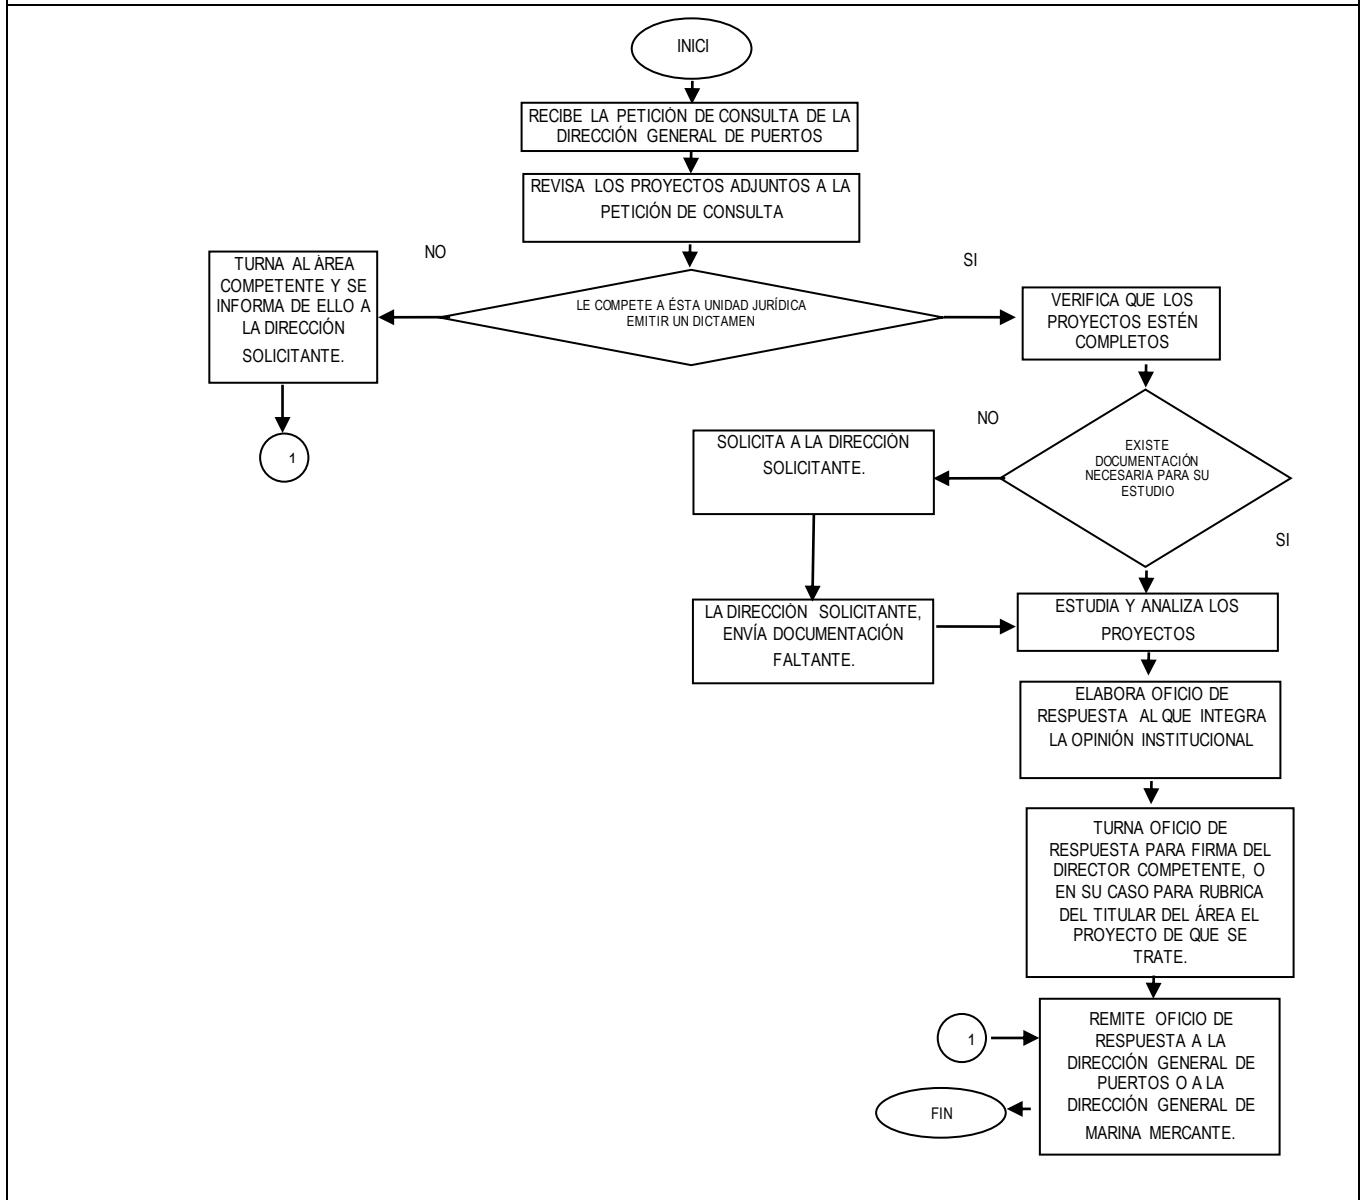 INICI
RECIBE LA PETICIÓN DE CONSULTA DE LA
DIRECCIÓN GENERAL DE PUERTOS
REVISA LOS PROYECTOS ADJUNTOS A LA
PETICIÓN DE CONSULTA
NO
SI
TURNA AL ÁREA
COMPETENTE Y SE
INFORMA DE ELLO A
LA DIRECCIÓN
SOLICITANTE.
LE COMPETE A ÉSTA UNIDAD JURÍDICA
EMITIR UN DICTAMEN
VERIFICA QUE LOS
PROYECTOS ESTÉN
COMPLETOS
1
NO
SOLICITA A LA DIRECCIÓN
SOLICITANTE.
EXISTE
DOCUMENTACIÓN
NECESARIA PARA SU
ESTUDIO
SI
LA DIRECCIÓN SOLICITANTE,
ENVÍA DOCUMENTACIÓN
FALTANTE.
ESTUDIA Y ANALIZA LOS
PROYECTOS
ELABORA OFICIO DE
RESPUESTA AL QUE INTEGRA
LA OPINIÓN INSTITUCIONAL
TURNA OFICIO DE
RESPUESTA PARA FIRMA DEL
DIRECTOR COMPETENTE, O
EN SU CASO PARA RUBRICA
DEL TITULAR DEL ÁREA EL
PROYECTO DE QUE SE
TRATE.
1
REMITE OFICIO DE
RESPUESTA A LA
DIRECCIÓN GENERAL DE
PUERTOS O A LA
DIRECCIÓN GENERAL DE
MARINA MERCANTE.
FIN